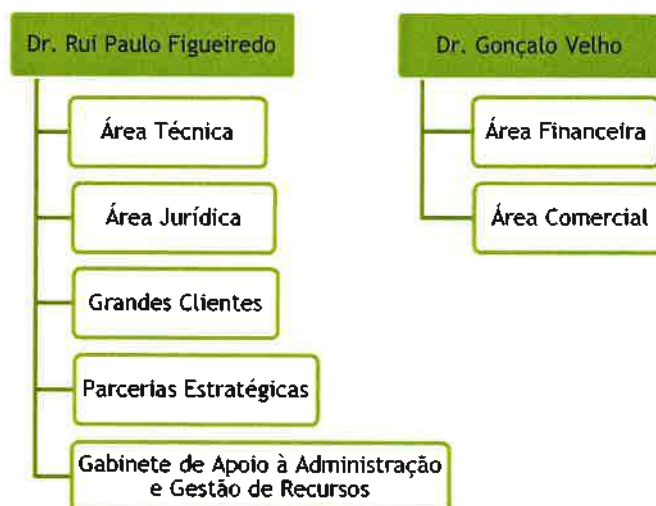 Dr. Rui Paulo Figueiredo
Área Técnica
Área Jurídica
Grandes Clientes
Parcerias Estratégicas
Gabinete de Apoio à Administração
e Gestão de Recursos
Dr. Gonçalo Velho
Área Financeira
Área Comercial